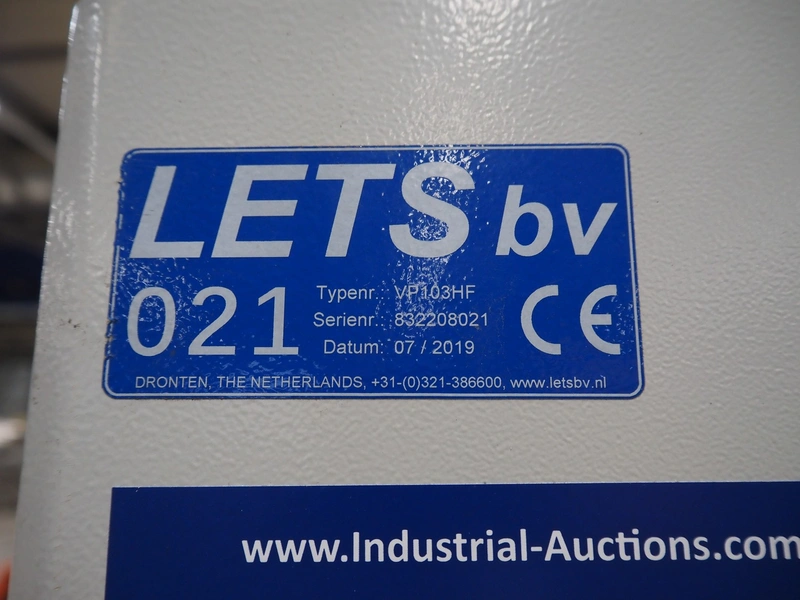 LETS bv
021
Typenr.: VP103HF
Serienr.: 832208021
Datum: 07 / 2019
CE
DRONTEN, THE NETHERLANDS, +31-(0)321-386600, www.letsbv.nl
www.Industrial-Auctions.com